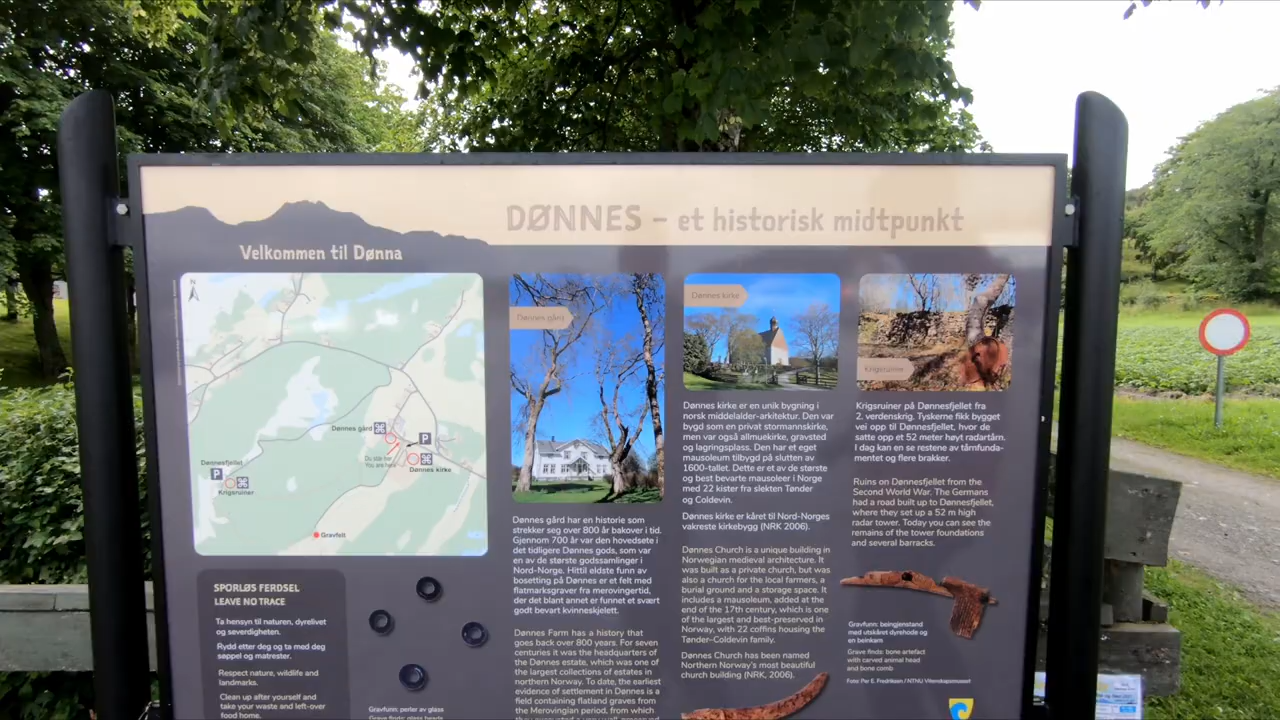 DØNNES – et historisk midtpunkt
Velkommen til Dønna
N
Dønnes gård
P
Du står her
You are here
Dønnes kirke
Dønnesfjellet
P
Krigsruiner
Gravfelt
SPORLØS FERDSEL
LEAVE NO TRACE
Ta hensyn til naturen, dyrelivet
og severdigheten.
Rydd etter deg og ta med deg
søppel og matrester.
Respect nature, wildlife and
landmarks.
Clean up after yourself and
take your waste and left-over
food home.
Gravfunn: perler av glass
Grave finds: glass beads
Dønnes gård
Dønnes gård har en historie som
strekker seg over 800 år bakover i tid.
Gjennom 700 år var den hovedsete i
det tidligere Dønnes gods, som var
en av de største godssamlinger i
Nord-Norge. Hittil eldste funn av
bosetting på Dønnes er et felt med
flatmarksgraver fra merovingertid,
der det blant annet er funnet et svært
godt bevart kvinneskjelett.
Dønnes Farm has a history that
goes back over 800 years. For seven
centuries it was the headquarters of
the Dønnes estate, which was one of
the largest collections of estates in
northern Norway. To date, the earliest
evidence of settlement in Dønnes is a
field containing flatland graves from
the Merovingian period, from which
Dønnes kirke
Dønnes kirke er en unik bygning i
norsk middelalder-arkitektur. Den var
bygd som en privat stormannskirke,
men var også allmuekirke, gravsted
og lagringsplass. Den har et eget
mausoleum tilbygd på slutten av
1600-tallet. Dette er et av de største
og best bevarte mausoleer i Norge
med 22 kister fra slekten Tønder
og Coldevin.
Dønnes kirke er kåret til Nord-Norges
vakreste kirkebygg (NRK 2006).
Dønnes Church is a unique building in
Norwegian medieval architecture. It
was built as a private church, but was
also a church for the local farmers, a
burial ground and a storage space. It
includes a mausoleum, added at the
end of the 17th century, which is one
of the largest and best-preserved in
Norway, with 22 coffins housing the
Tønder-Coldevin family.
Dønnes Church has been named
Northern Norway's most beautiful
church building (NRK, 2006).
Krigsruiner
Krigsruiner på Dønnesfjellet fra
2. verdenskrig. Tyskerne fikk bygget
vei opp til Dønnesfjellet, hvor de
satte opp et 52 meter høyt radartårn.
I dag kan en se restene av tårnfunda-
mentet og flere brakker.
Ruins on Dønnesfjellet from the
Second World War. The Germans
had a road built up to Dønnesfjellet,
where they set up a 52 m high
radar tower. Today you can see the
remains of the tower foundations
and several barracks.
Gravfunn: beingjenstand
med utskåret dyrehode og
en beinkam
Grave finds: bone artefact
with carved animal head
and bone comb
Foto: Per E. Fredriksen / NTNU Vitenskapsmuseet